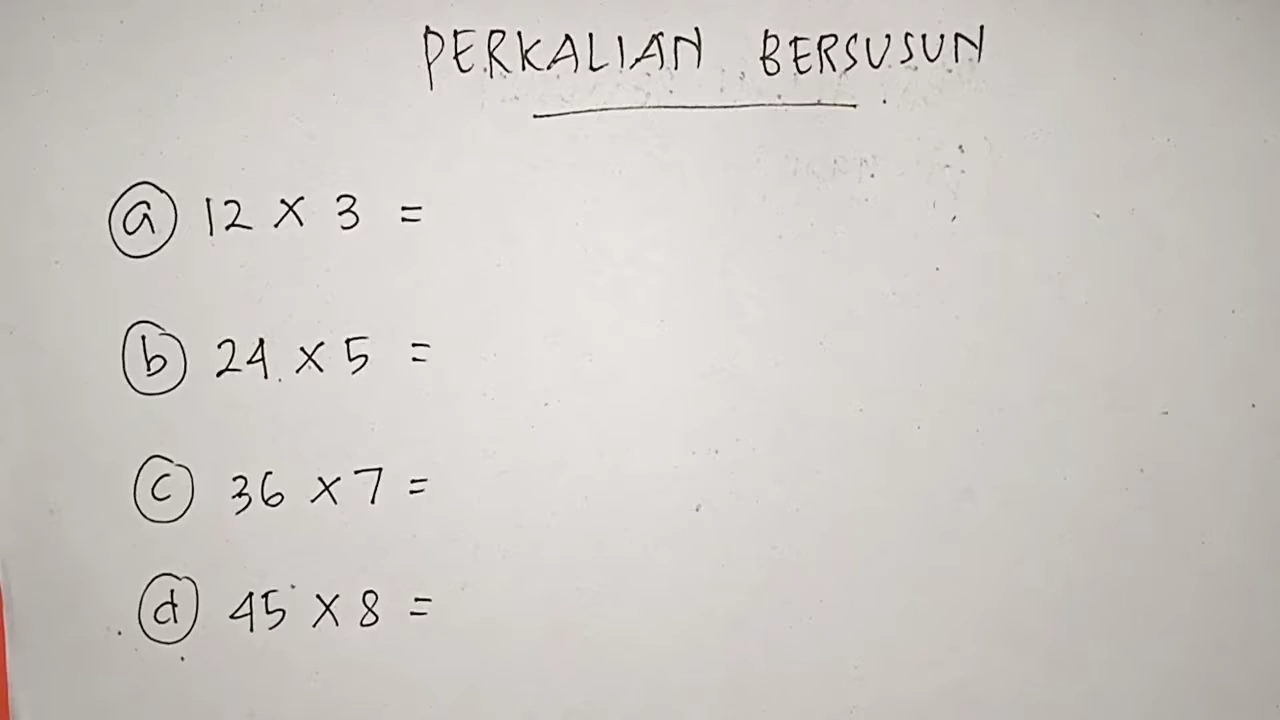 PERKALIAN BERSUSUN
a 12 x 3 =
b 24 x 5 =
c 36 x 7 =
d 45 x 8 =